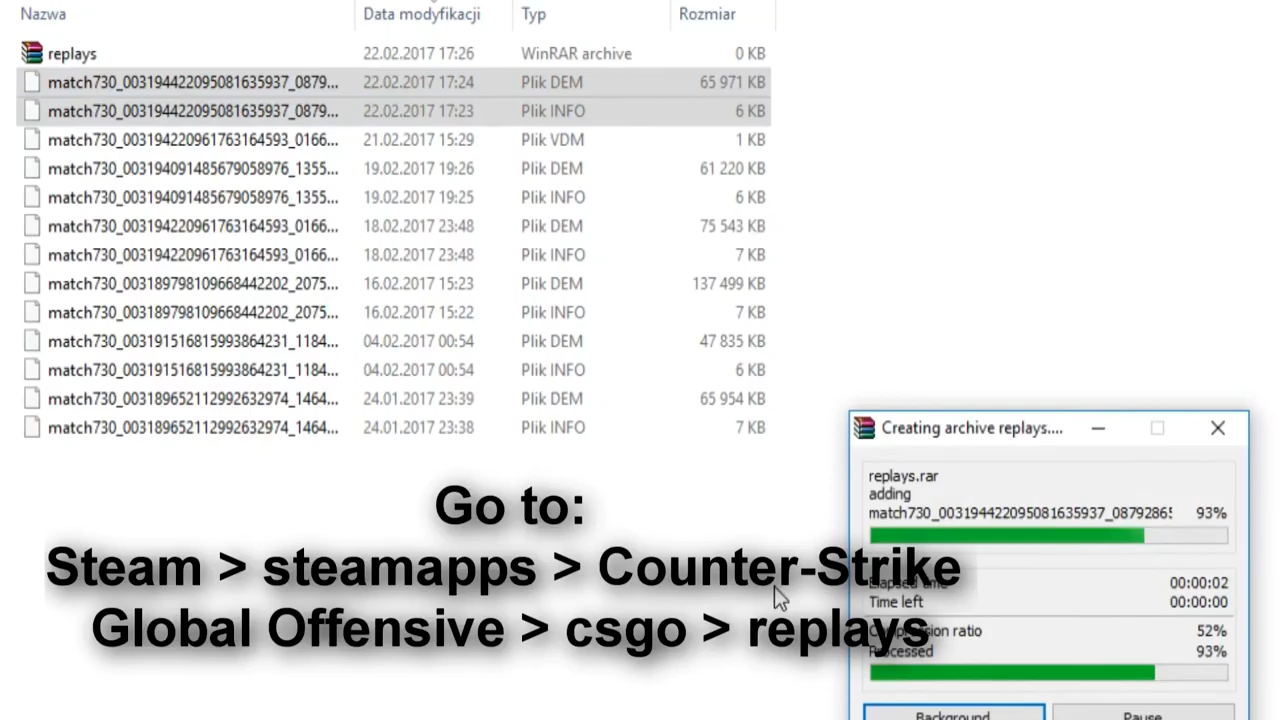 Nazwa Data modyfikacji Typ Rozmiar
replays 22.02.2017 17:26 WinRAR archive 0 KB
match730_003194422095081635937_0879... 22.02.2017 17:24 Plik DEM 65 971 KB
match730_003194422095081635937_0879... 22.02.2017 17:23 Plik INFO 6 KB
match730_003194220961763164593_0166... 21.02.2017 15:29 Plik VDM 1 KB
match730_003194091485679058976_1355... 19.02.2017 19:26 Plik DEM 61 220 KB
match730_003194091485679058976_1355... 19.02.2017 19:25 Plik INFO 6 KB
match730_003194220961763164593_0166... 18.02.2017 23:48 Plik DEM 75 543 KB
match730_003194220961763164593_0166... 18.02.2017 23:48 Plik INFO 7 KB
match730_003189798109668442202_2075... 16.02.2017 15:23 Plik DEM 137 499 KB
match730_003189798109668442202_2075... 16.02.2017 15:22 Plik INFO 7 KB
match730_003191516815993864231_1184... 04.02.2017 00:54 Plik DEM 47 835 KB
match730_003191516815993864231_1184... 04.02.2017 00:54 Plik INFO 6 KB
match730_003189652112992632974_1464... 24.01.2017 23:39 Plik DEM 65 954 KB
match730_003189652112992632974_1464... 24.01.2017 23:38 Plik INFO 7 KB
Go to:
Steam > steamapps > Counter-Strike
Global Offensive > csgo > replays
Creating archive replays....
replays.rar
adding
match730_003194422095081635937_08792865 93%
Elapsed time 00:00:02
Time left 00:00:00
Compression ratio 52%
Processed 93%
Background Pause